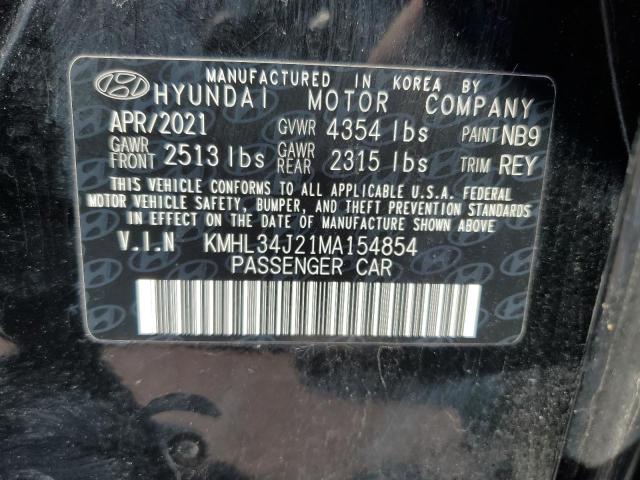 MANUFACTURED IN KOREA BY
HYUNDAI MOTOR COMPANY
APR/2021 GVWR 4354 lbs PAINT NB9
GAWR FRONT 2513 lbs GAWR REAR 2315 lbs TRIM REY
THIS VEHICLE CONFORMS TO ALL APPLICABLE U.S.A. FEDERAL
MOTOR VEHICLE SAFETY, BUMPER, AND THEFT PREVENTION STANDARDS
IN EFFECT ON THE DATE OF MANUFACTURE SHOWN ABOVE.
V.I.N KMHL34J21MA154854
PASSENGER CAR